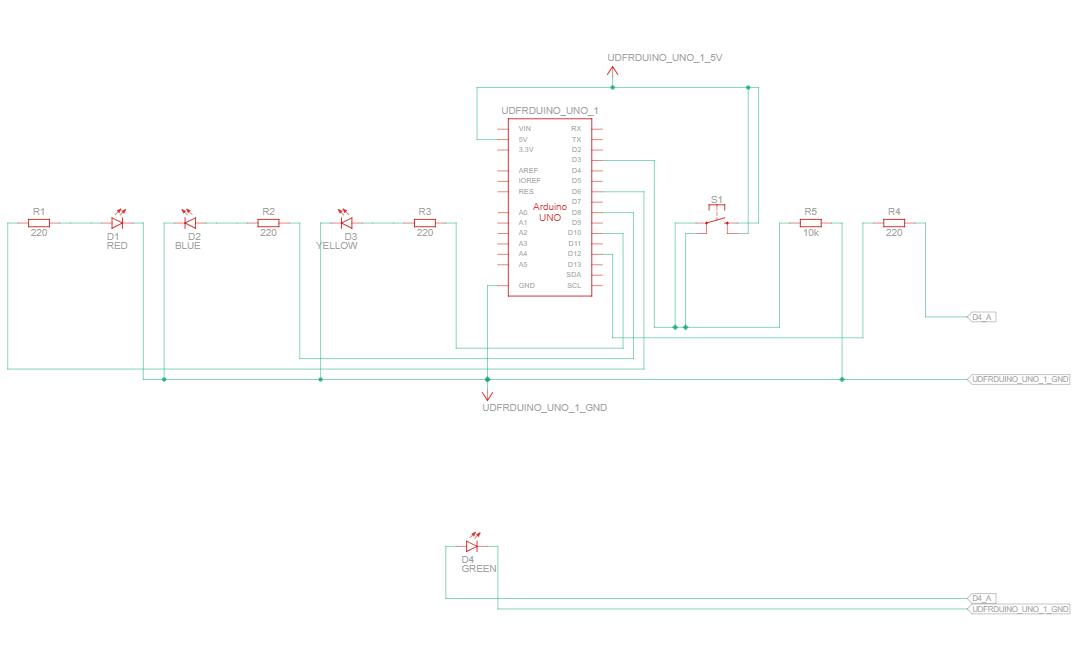 UDFRDUINO_UNO_1_5V
UDFRDUINO_UNO_1
VIN RX
5V TX
3.3V D2
D3
AREF D4
IOREF D5
RES D6
Arduino
UNO
D7
A0 D8
A1 D9
A2 D10
A3 D11
A4 D12
A5 D13
SDA
GND SCL
R1
220
D1
RED
D2
BLUE
R2
220
D3
YELLOW
R3
220
S1
R5
10k
R4
220
D4_A
UDFRDUINO_UNO_1_GND
UDFRDUINO_UNO_1_GND
D4
GREEN
D4_A
UDFRDUINO_UNO_1_GND